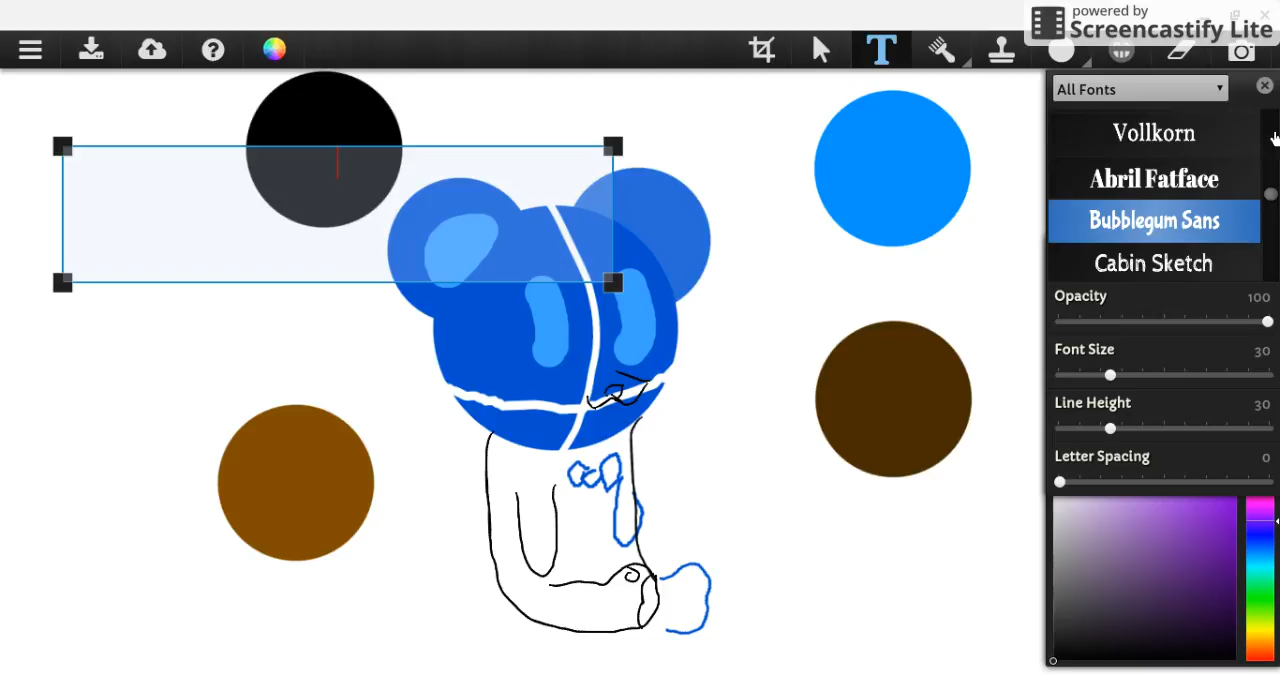 powered by
Screencastify Lite
T
All Fonts
Vollkorn
Abril Fatface
Bubblegum Sans
Cabin Sketch
Opacity 100
Font Size 30
Line Height 30
Letter Spacing 0